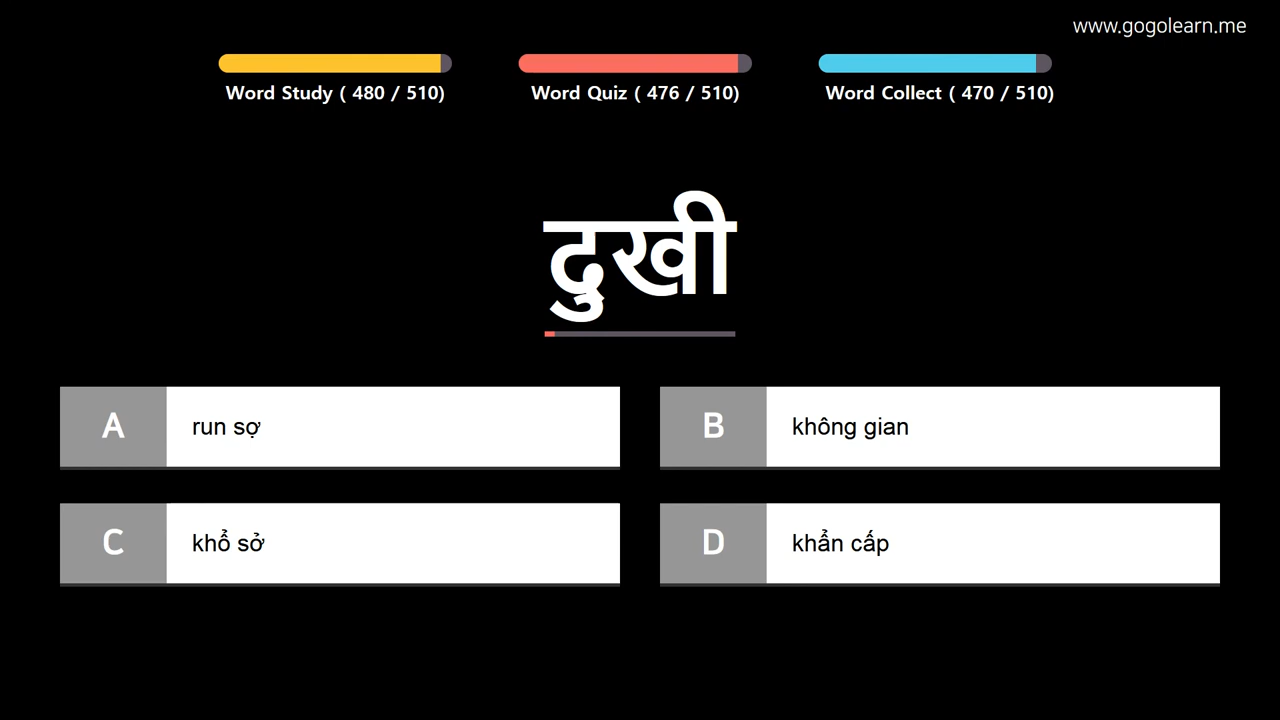 www.gogolearn.me
Word Study ( 480 / 510)
Word Quiz ( 476 / 510)
Word Collect ( 470 / 510)
दुखी
A run sợ
B không gian
C khổ sở
D khẩn cấp